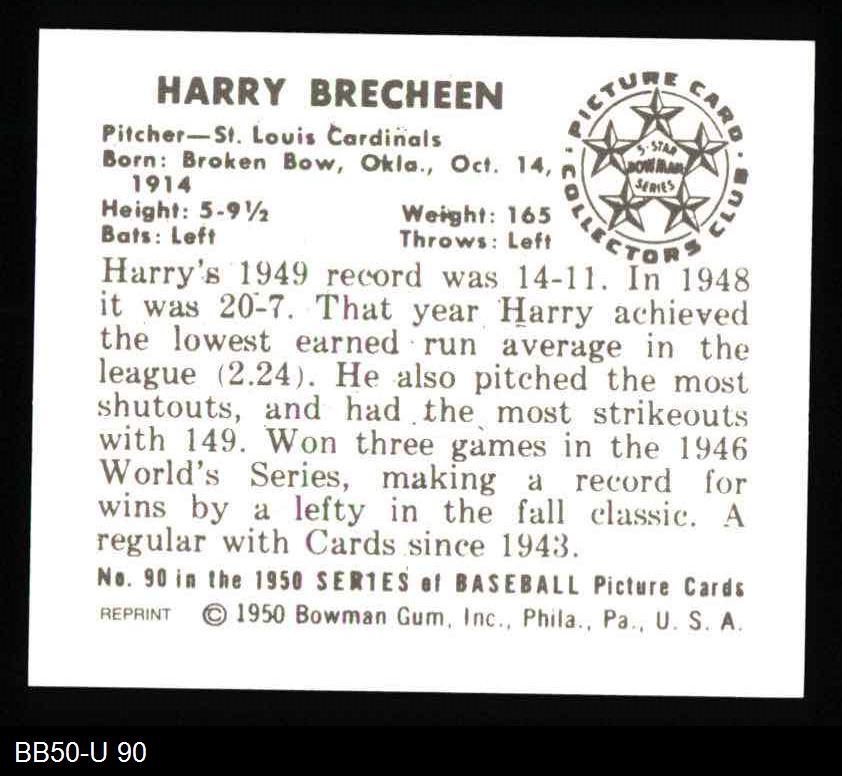 HARRY BRECHEEN
Pitcher—St. Louis Cardinals
Born: Broken Bow, Okla., Oct. 14,
1914
Height: 5-9½ Weight: 165
Bats: Left Throws: Left
PICTURE CARD
COLLECTORS CLUB
5-STAR
BOWMAN
SERIES
Harry's 1949 record was 14-11. In 1948
it was 20-7. That year Harry achieved
the lowest earned run average in the
league (2.24). He also pitched the most
shutouts, and had the most strikeouts
with 149. Won three games in the 1946
World's Series, making a record for
wins by a lefty in the fall classic. A
regular with Cards since 1943.
No. 90 in the 1950 SERIES of BASEBALL Picture Cards
REPRINT © 1950 Bowman Gum, Inc., Phila., Pa., U. S. A.
BB50-U 90